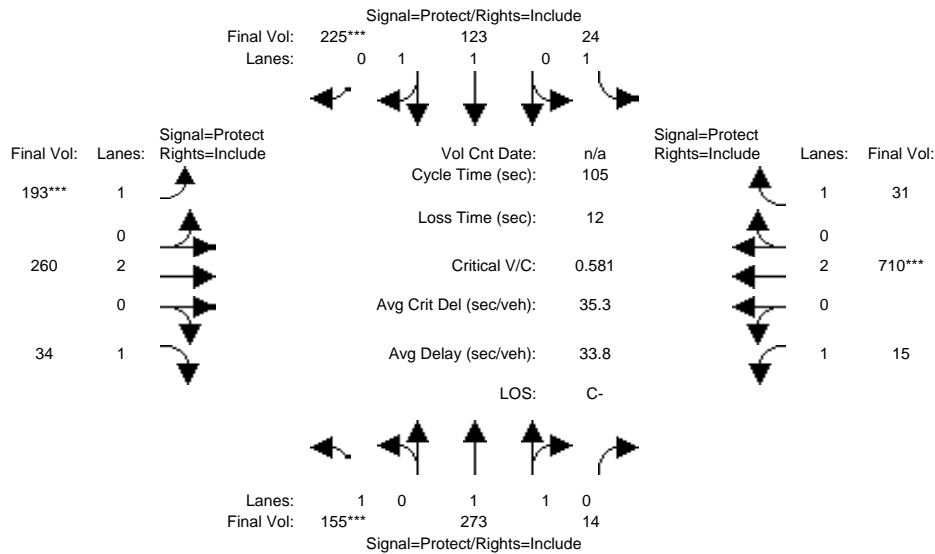 Signal=Protect/Rights=Include
Final Vol: 225*** 123 24
Lanes: 0 1 1 0 1
Signal=Protect Signal=Protect
Final Vol: Lanes: Rights=Include Vol Cnt Date: n/a Rights=Include Lanes: Final Vol:
Cycle Time (sec): 105
193*** 1 1 31
Loss Time (sec): 12
0 0
260 2 Critical V/C: 0.581 2 710***
0 Avg Crit Del (sec/veh): 35.3 0
34 1 Avg Delay (sec/veh): 33.8 1 15
LOS: C-
Lanes: 1 0 1 1 0
Final Vol: 155*** 273 14
Signal=Protect/Rights=Include